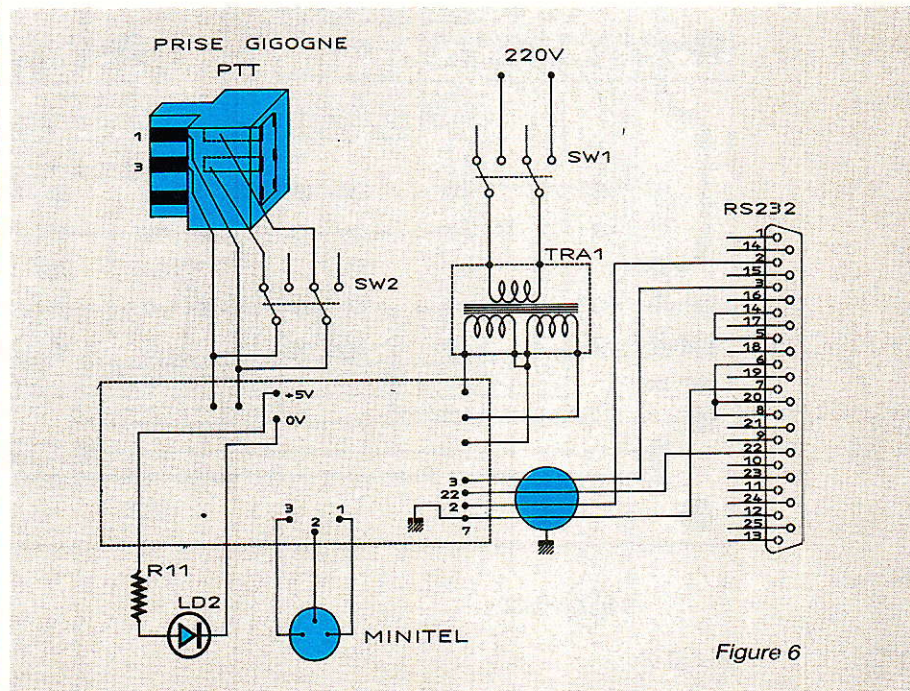 PRISE GIGOGNE
PTT
220V
1
3
SW1
SW2
TRA1
RS232
1
14
2
15
3
16
14
17
5
18
6
19
7
20
8
21
9
22
10
23
11
24
12
25
13
+5V
0V
3
22
2
7
3
2
1
R11
LD2
MINITEL
Figure 6